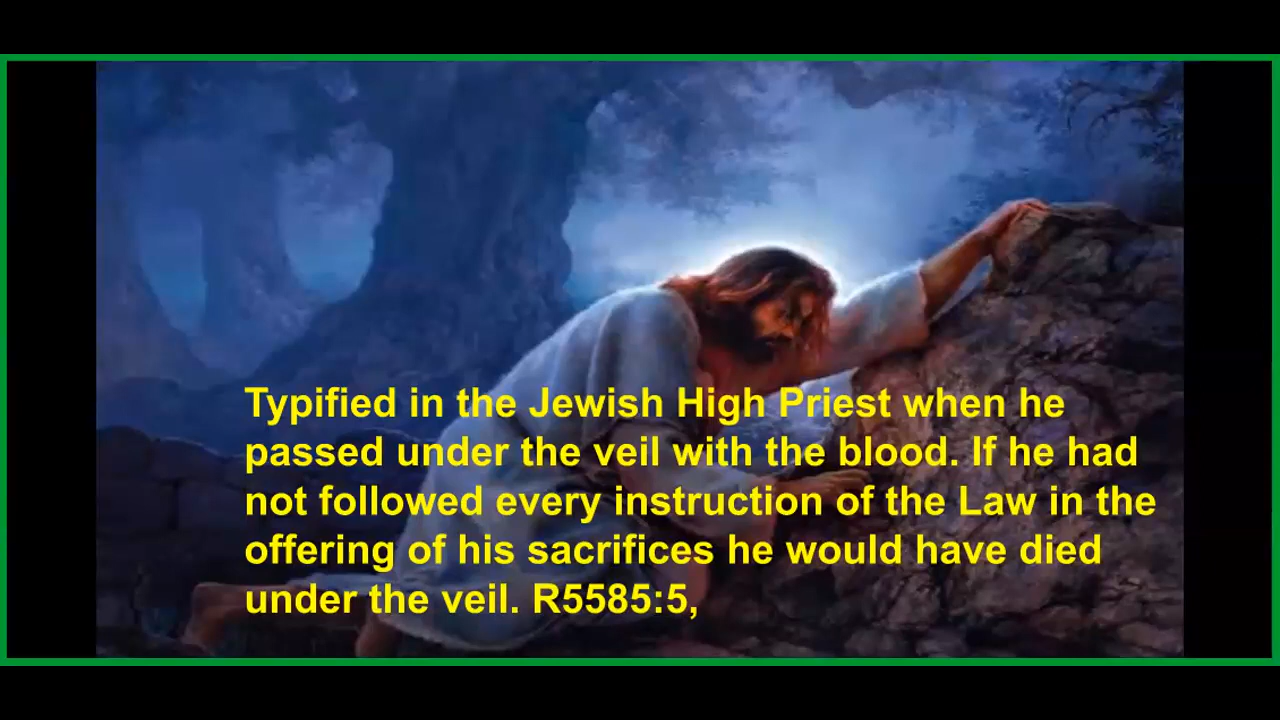 Typified in the Jewish High Priest when he
passed under the veil with the blood. If he had
not followed every instruction of the Law in the
offering of his sacrifices he would have died
under the veil. R5585:5,